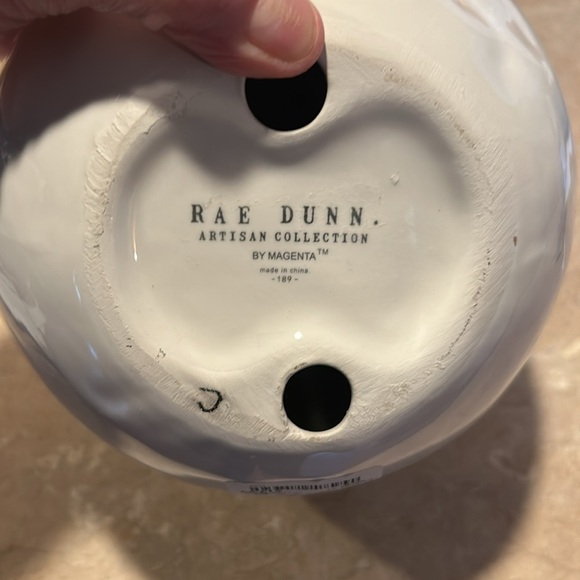 RAE DUNN.
ARTISAN COLLECTION
BY MAGENTA™
made in china.
-189-